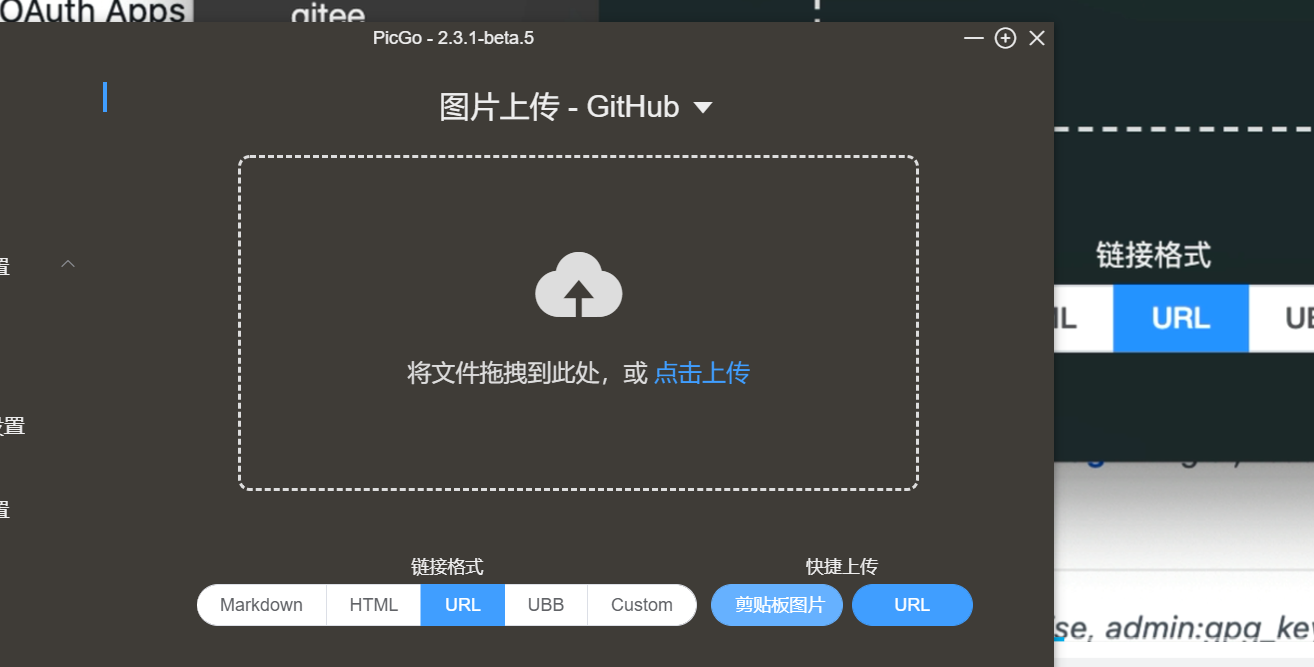 OAuth Apps
gitee
PicGo - 2.3.1-beta.5
图片上传 - GitHub
将文件拖拽到此处，或 点击上传
置
设置
置
链接格式
Markdown HTML URL UBB Custom
快捷上传
剪贴板图片 URL
链接格式
URL
se, admin:gpg_key